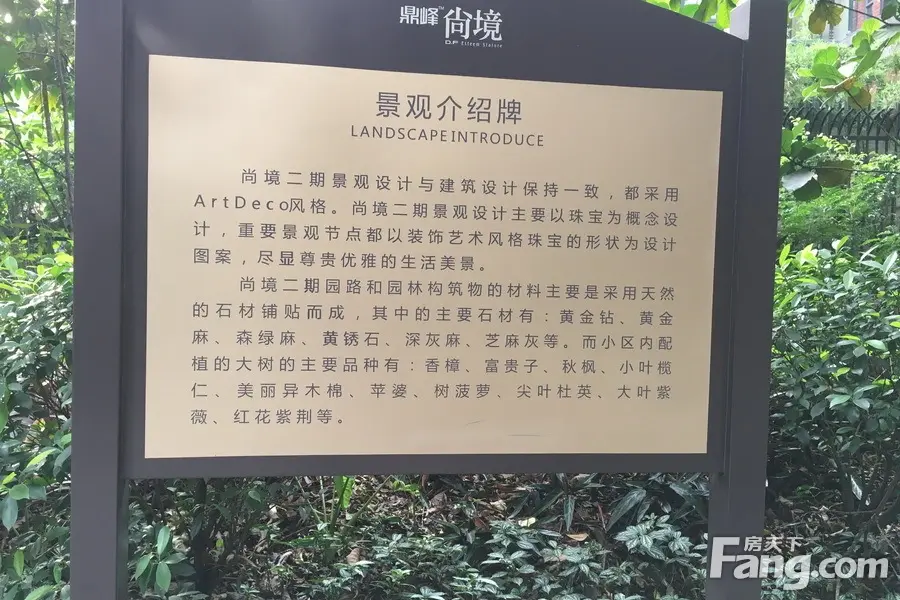 鼎峰™ 尚境
D.F Eileen Statute
景观介绍牌
LANDSCAPEINTRODUCE
尚境二期景观设计与建筑设计保持一致，都采用
ArtDeco风格。尚境二期景观设计主要以珠宝为概念设
计，重要景观节点都以装饰艺术风格珠宝的形状为设计
图案，尽显尊贵优雅的生活美景。
尚境二期园路和园林构筑物的材料主要是采用天然
的石材铺贴而成，其中的主要石材有：黄金钻、黄金
麻、森绿麻、黄锈石、深灰麻、芝麻灰等。而小区内配
植的大树的主要品种有：香樟、富贵子、秋枫、小叶榄
仁、美丽异木棉、苹婆、树菠萝、尖叶杜英、大叶紫
薇、红花紫荆等。
房天下
Fang.com